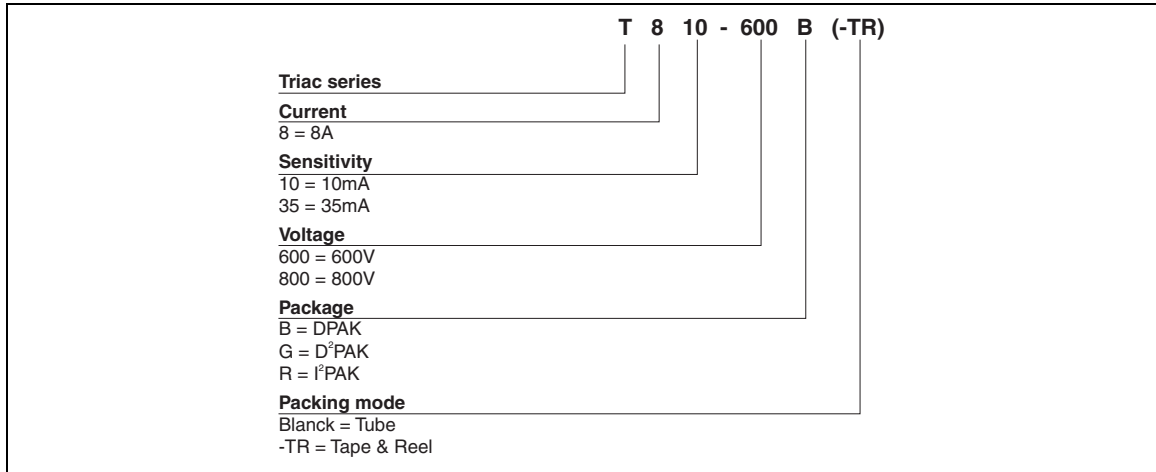 T 8 10 - 600 B (-TR)
Triac series
Current
8 = 8A
Sensitivity
10 = 10mA
35 = 35mA
Voltage
600 = 600V
800 = 800V
Package
B = DPAK
G = D²PAK
R = I²PAK
Packing mode
Blanck = Tube
-TR = Tape & Reel